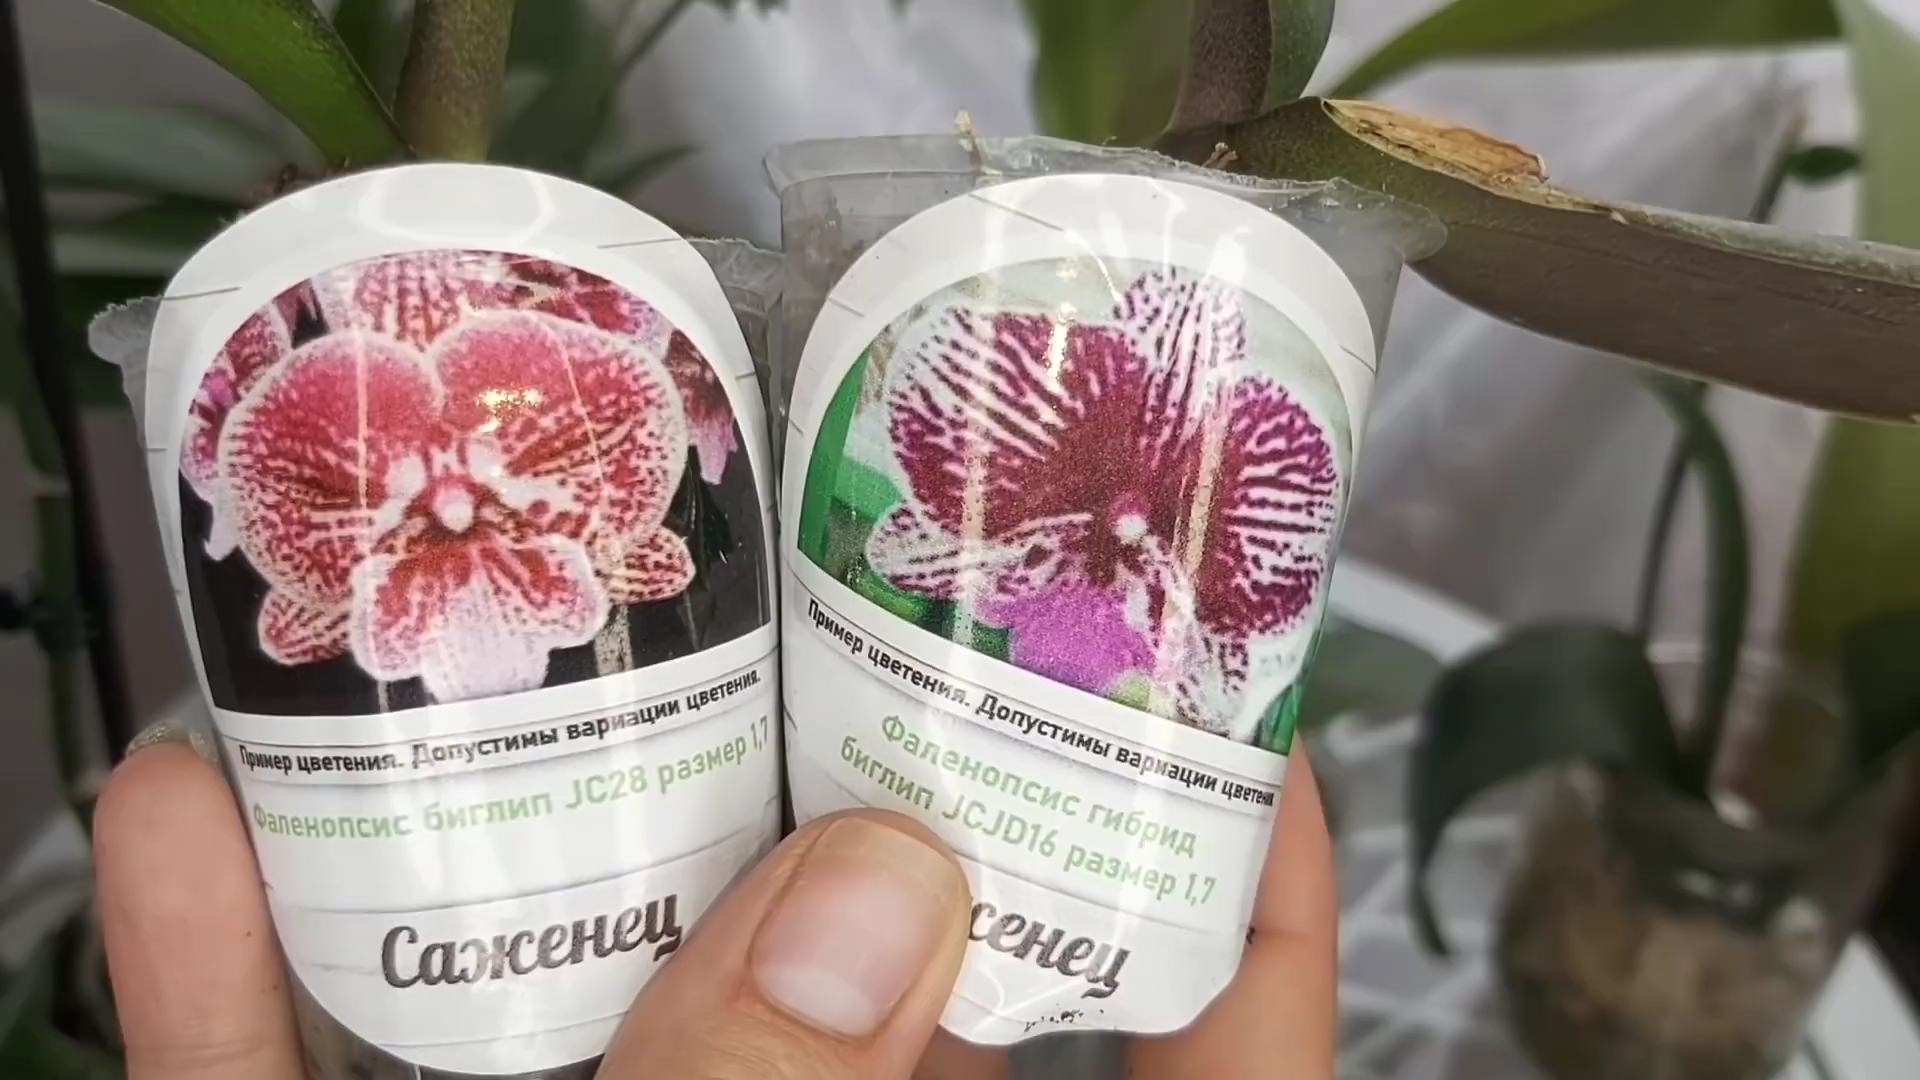 Пример цветения. Допустимы вариации цветения.
Фаленопсис биглип JC28 размер 1,7
Саженец
Пример цветения. Допустимы вариации цветения
Фаленопсис гибрид
биглип JCJD16 размер 1,7
сенец